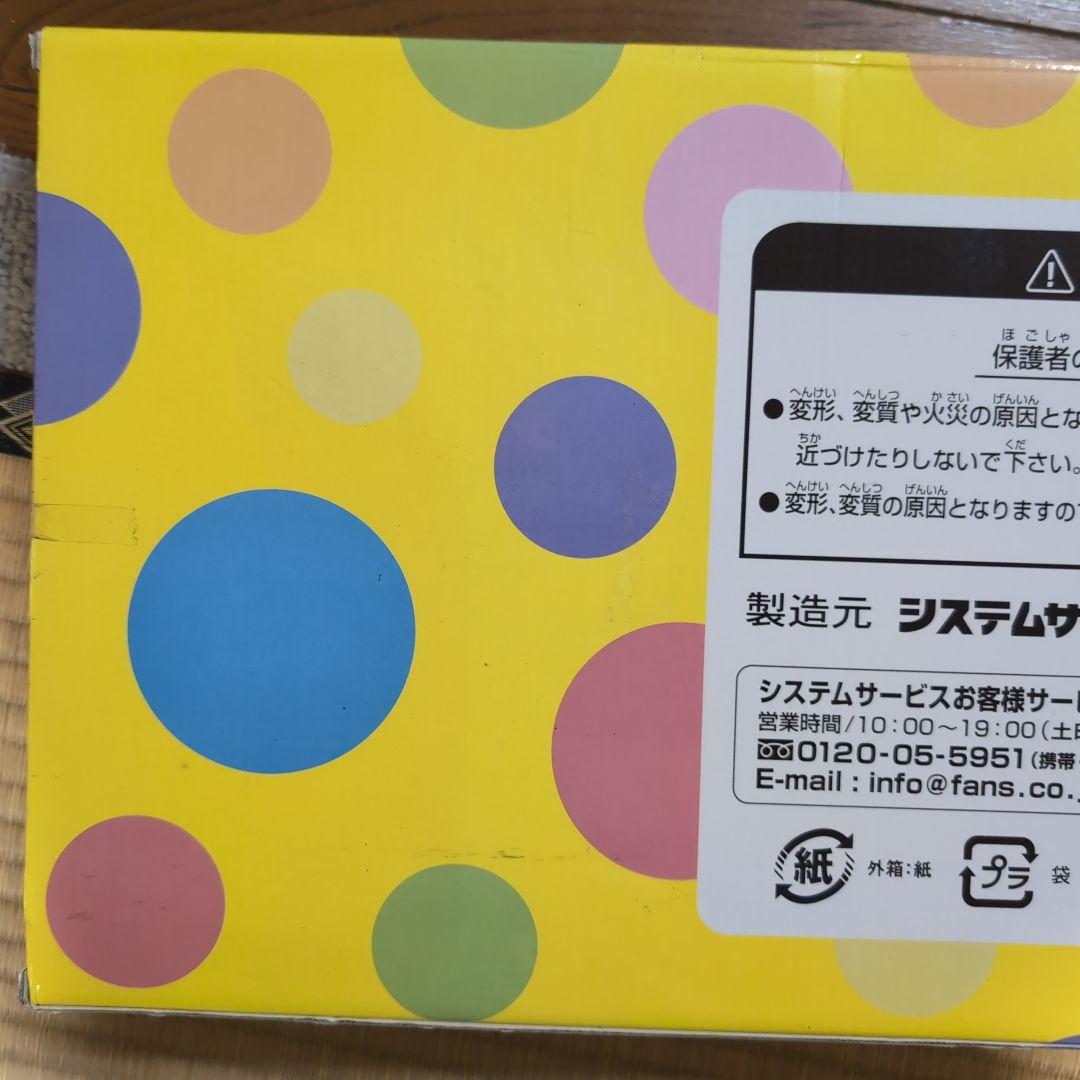 ほごしゃ
保護者の
へんけい へんしつ かさい げんいん
●変形、変質や火災の原因とな
ちか くだ
近づけたりしないで下さい。
へんけい へんしつ げんいん
●変形、変質の原因となりますので
製造元 システムサ
システムサービスお客様サービ
営業時間/10:00〜19:00(土日
0120-05-5951(携帯・
E-mail : info@fans.co.
紙 外箱:紙 プラ 袋